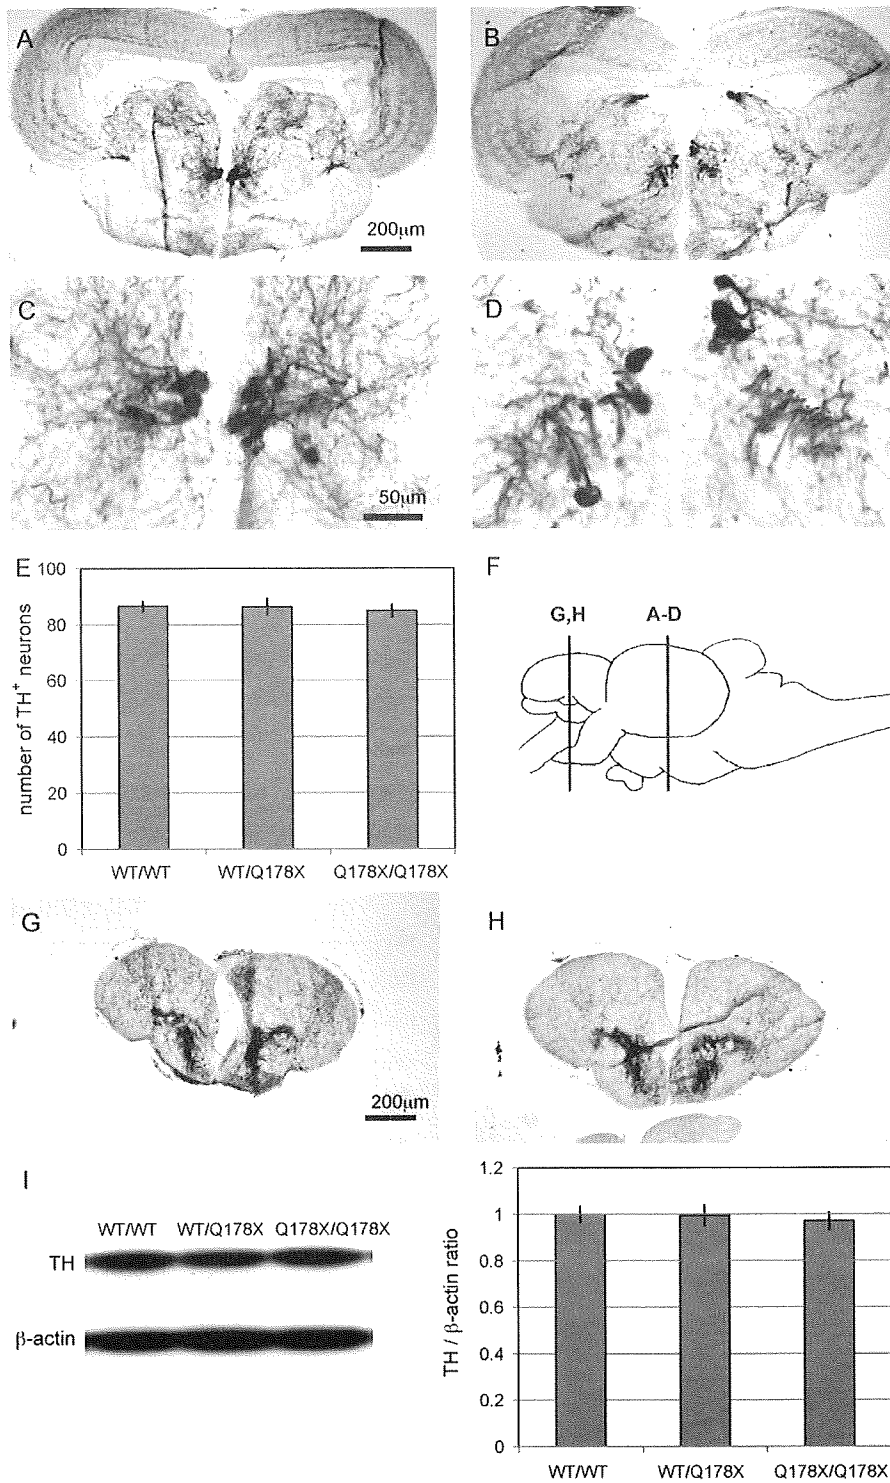 A
B
200μm
C
D
50μm
E
100
80
60
40
20
0
number of TH+ neurons
WT/WT
WT/Q178X
Q178X/Q178X
F
G,H
A-D
G
H
200μm
I
WT/WT WT/Q178X Q178X/Q178X
TH
β-actin
1.2
1
0.8
0.6
0.4
0.2
0
TH / β-actin ratio
WT/WT
WT/Q178X
Q178X/Q178X